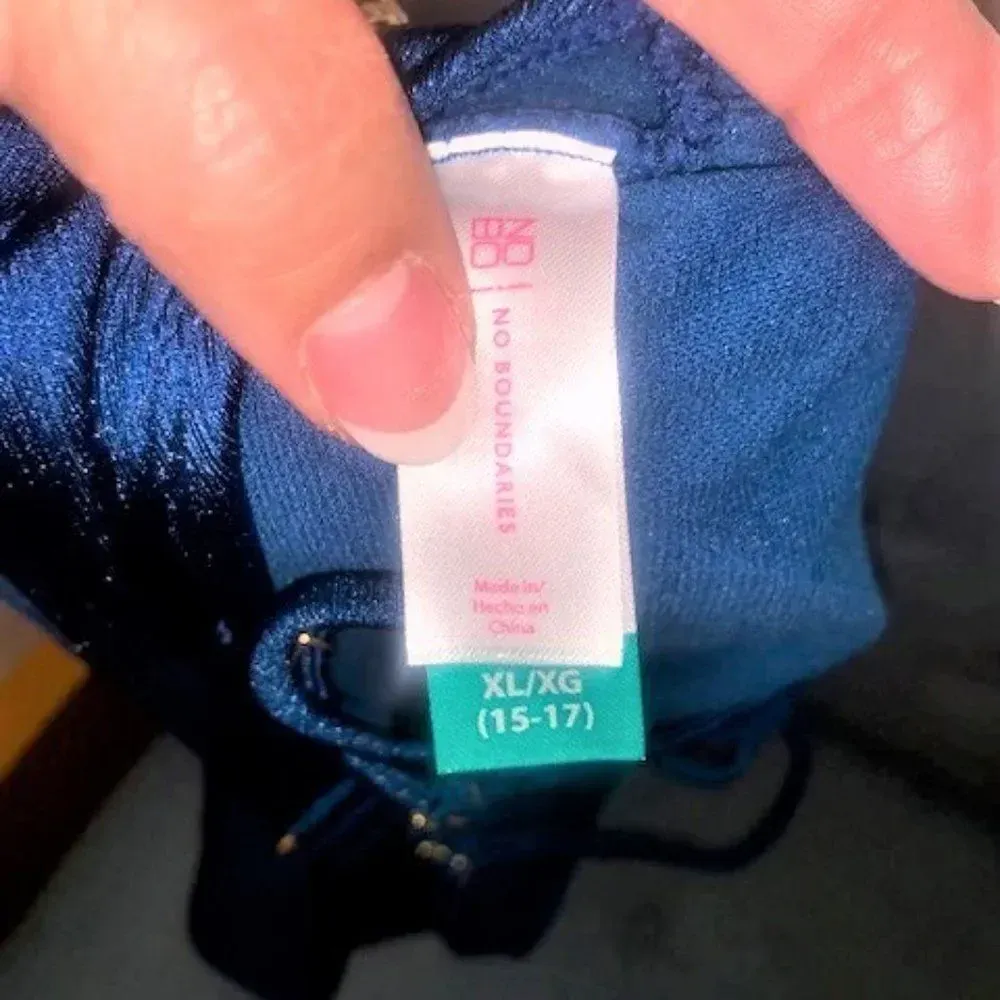 NO
BO
NO BOUNDARIES
Made in/
Hecho en
China
XL/XG
(15-17)